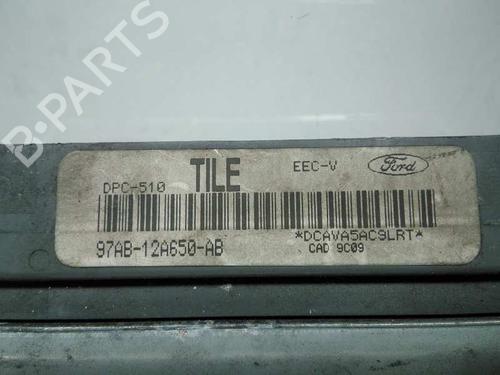 DPC-510 TILE EEC-V Ford
*DCAVA5AC9LRT*
97AB-12A650-AB CAD 9C09
B-PARTS